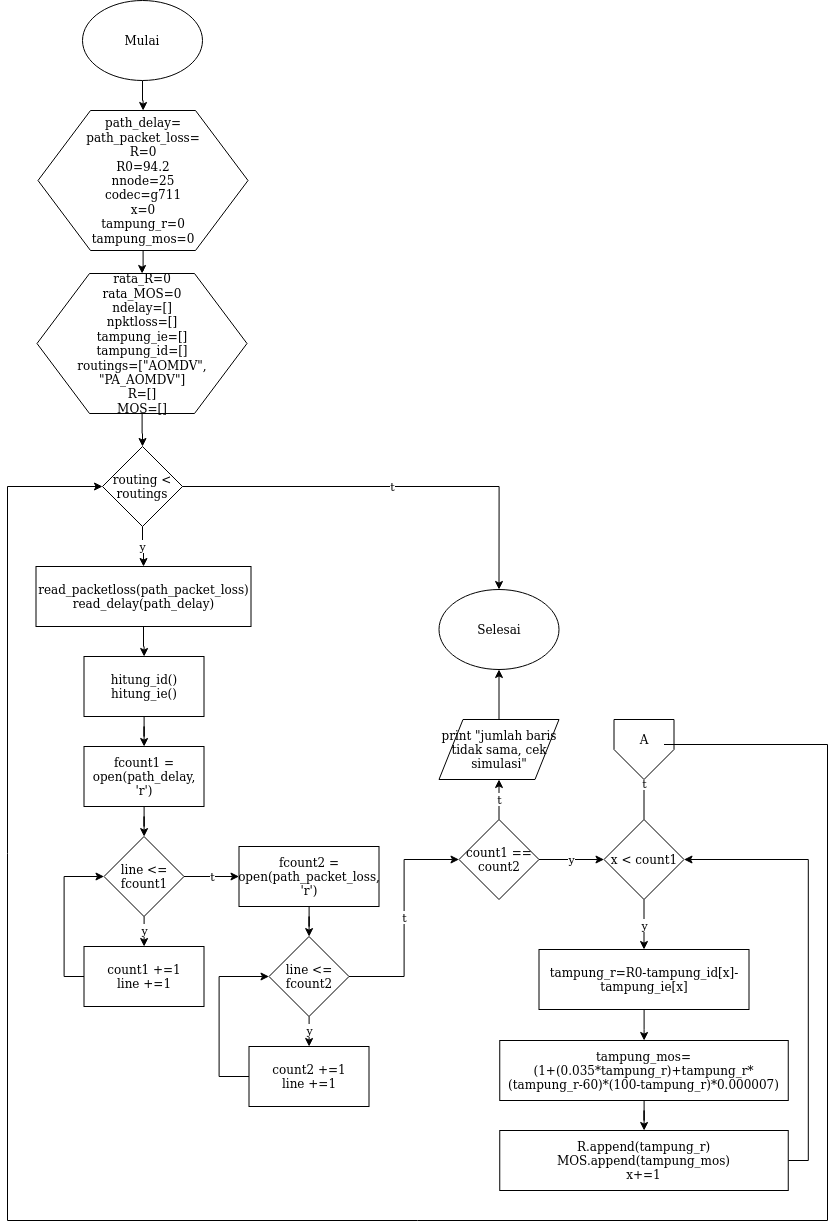 Mulai
path_delay=
path_packet_loss=
R=0
R0=94.2
nnode=25
codec=g711
x=0
tampung_r=0
tampung_mos=0
rata_R=0
rata_MOS=0
ndelay=[]
npktloss=[]
tampung_ie=[]
tampung_id=[]
routings=["AOMDV",
"PA_AOMDV"]
R=[]
MOS=[]
routing <
routings
t
y
read_packetloss(path_packet_loss)
read_delay(path_delay)
hitung_id()
hitung_ie()
fcount1 =
open(path_delay,
'r')
line <=
fcount1
t
y
count1 +=1
line +=1
fcount2 =
open(path_packet_loss,
'r')
line <=
fcount2
t
y
count2 +=1
line +=1
Selesai
print "jumlah baris
tidak sama, cek
simulasi"
t
count1 ==
count2
y
A
t
x < count1
y
tampung_r=R0-tampung_id[x]-
tampung_ie[x]
tampung_mos=
(1+(0.035*tampung_r)+tampung_r*
(tampung_r-60)*(100-tampung_r)*0.000007)
R.append(tampung_r)
MOS.append(tampung_mos)
x+=1